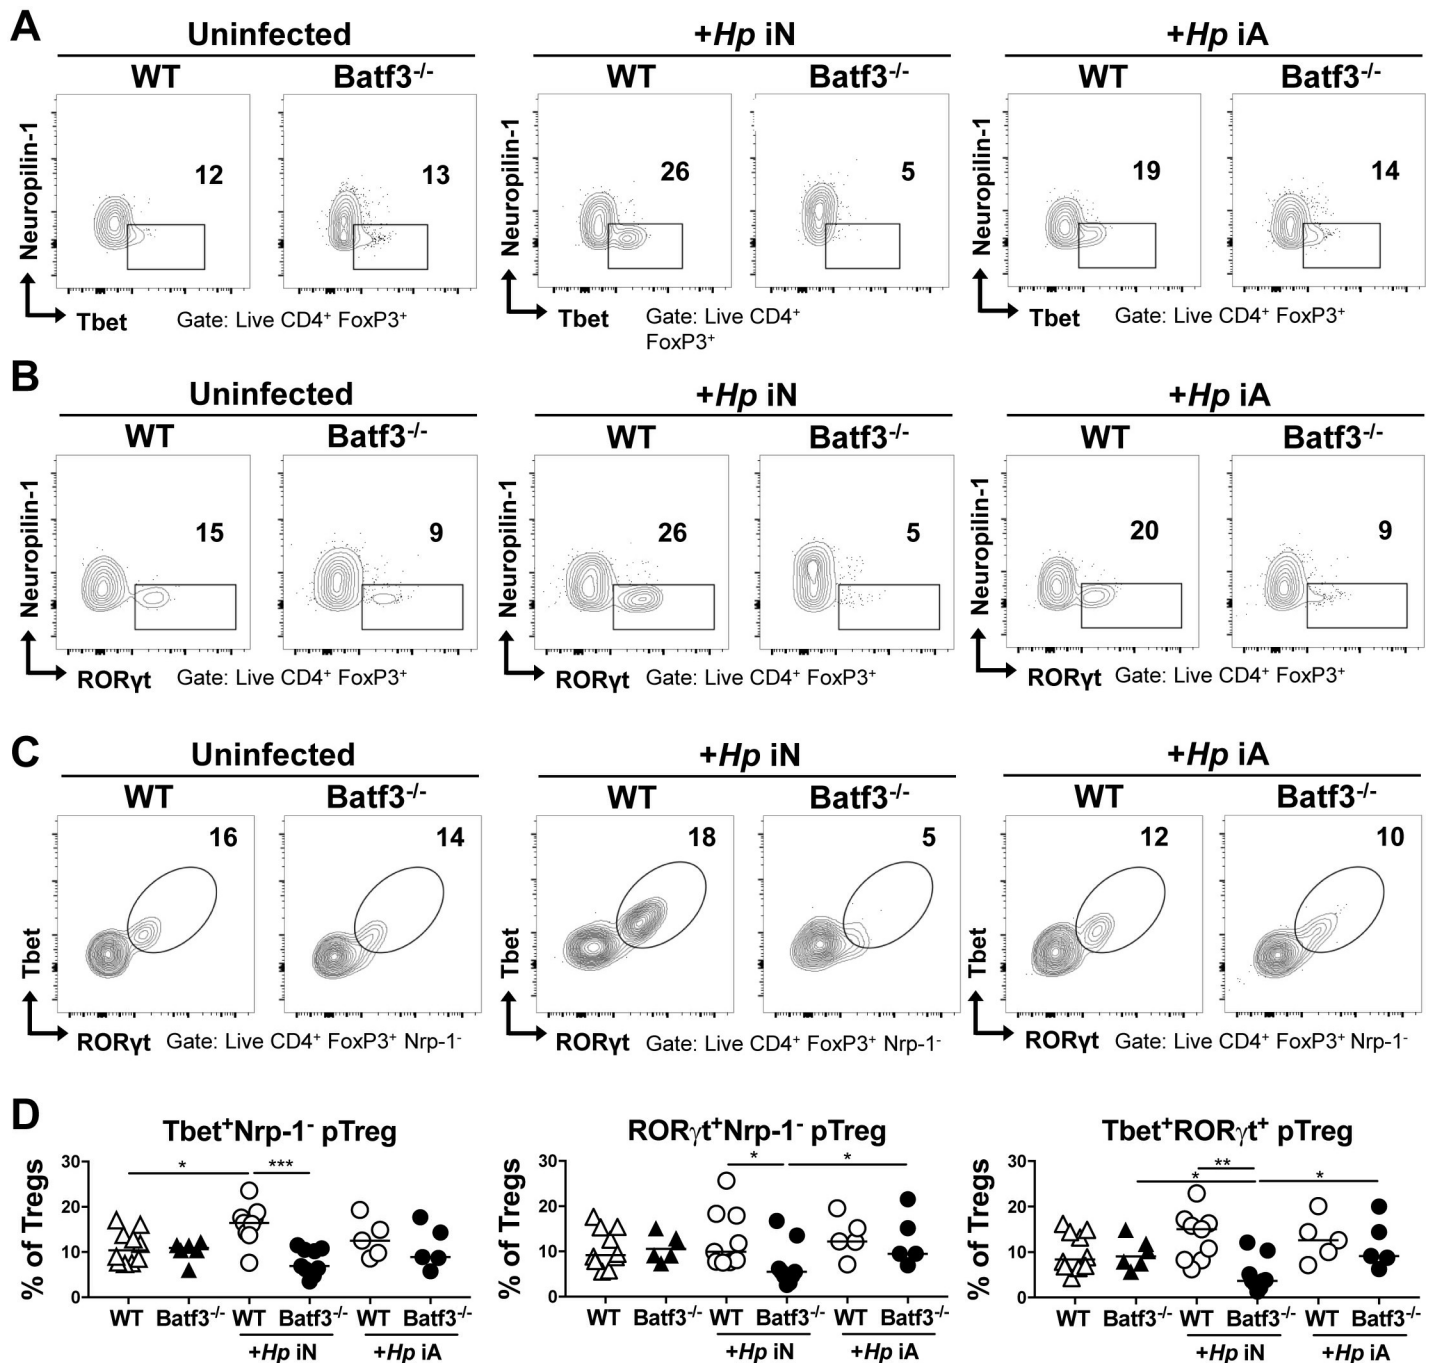 A
Uninfected +Hp iN +Hp iA
WT Batf3-/- WT Batf3-/- WT Batf3-/-
Neuropilin-1 12 13 Neuropilin-1 26 5 Neuropilin-1 19 14
Tbet Gate: Live CD4+ FoxP3+ Tbet Gate: Live CD4+ Tbet Gate: Live CD4+ FoxP3+
FoxP3+
B
Uninfected +Hp iN +Hp iA
WT Batf3-/- WT Batf3-/- WT Batf3-/-
Neuropilin-1 15 9 Neuropilin-1 26 5 Neuropilin-1 20 9
RORγt Gate: Live CD4+ FoxP3+ RORγt Gate: Live CD4+ FoxP3+ RORγt Gate: Live CD4+ FoxP3+
C
Uninfected +Hp iN +Hp iA
WT Batf3-/- WT Batf3-/- WT Batf3-/-
Tbet 16 14 Tbet 18 5 Tbet 12 10
RORγt Gate: Live CD4+ FoxP3+ Nrp-1- RORγt Gate: Live CD4+ FoxP3+ Nrp-1- RORγt Gate: Live CD4+ FoxP3+ Nrp-1-
D
Tbet+Nrp-1- pTreg
% of Tregs
30
20
10
0
* ***
WT Batf3-/- WT Batf3-/- WT Batf3-/-
+Hp iN +Hp iA
RORγt+Nrp-1- pTreg
% of Tregs
30
20
10
0
* *
WT Batf3-/- WT Batf3-/- WT Batf3-/-
+Hp iN +Hp iA
Tbet+RORγt+ pTreg
% of Tregs
30
20
10
0
**
* *
WT Batf3-/- WT Batf3-/- WT Batf3-/-
+Hp iN +Hp iA